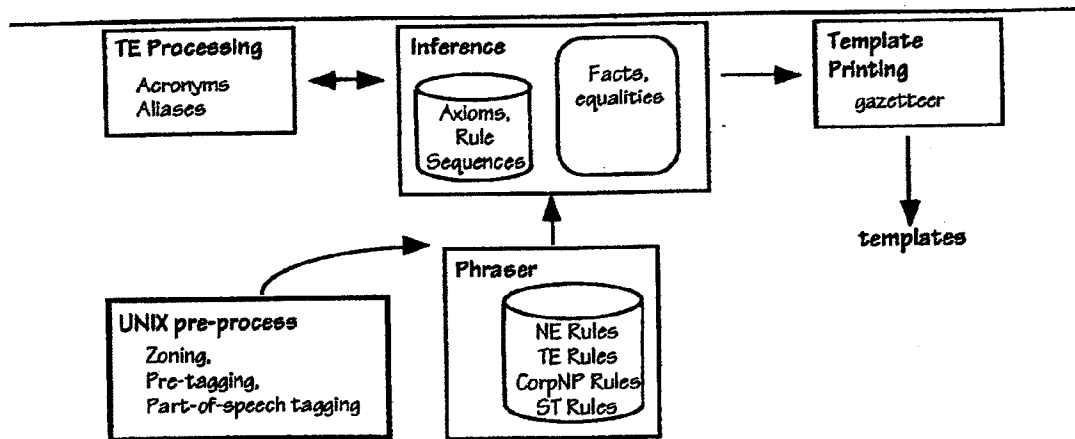 TE Processing
Acronyms
Aliases
Inference
Axioms,
Rule
Sequences
Facts,
equalities
Template
Printing
gazetteer
templates
Phraser
NE Rules
TE Rules
CorpNP Rules
ST Rules
UNIX pre-process
Zoning,
Pre-tagging,
Part-of-speech tagging